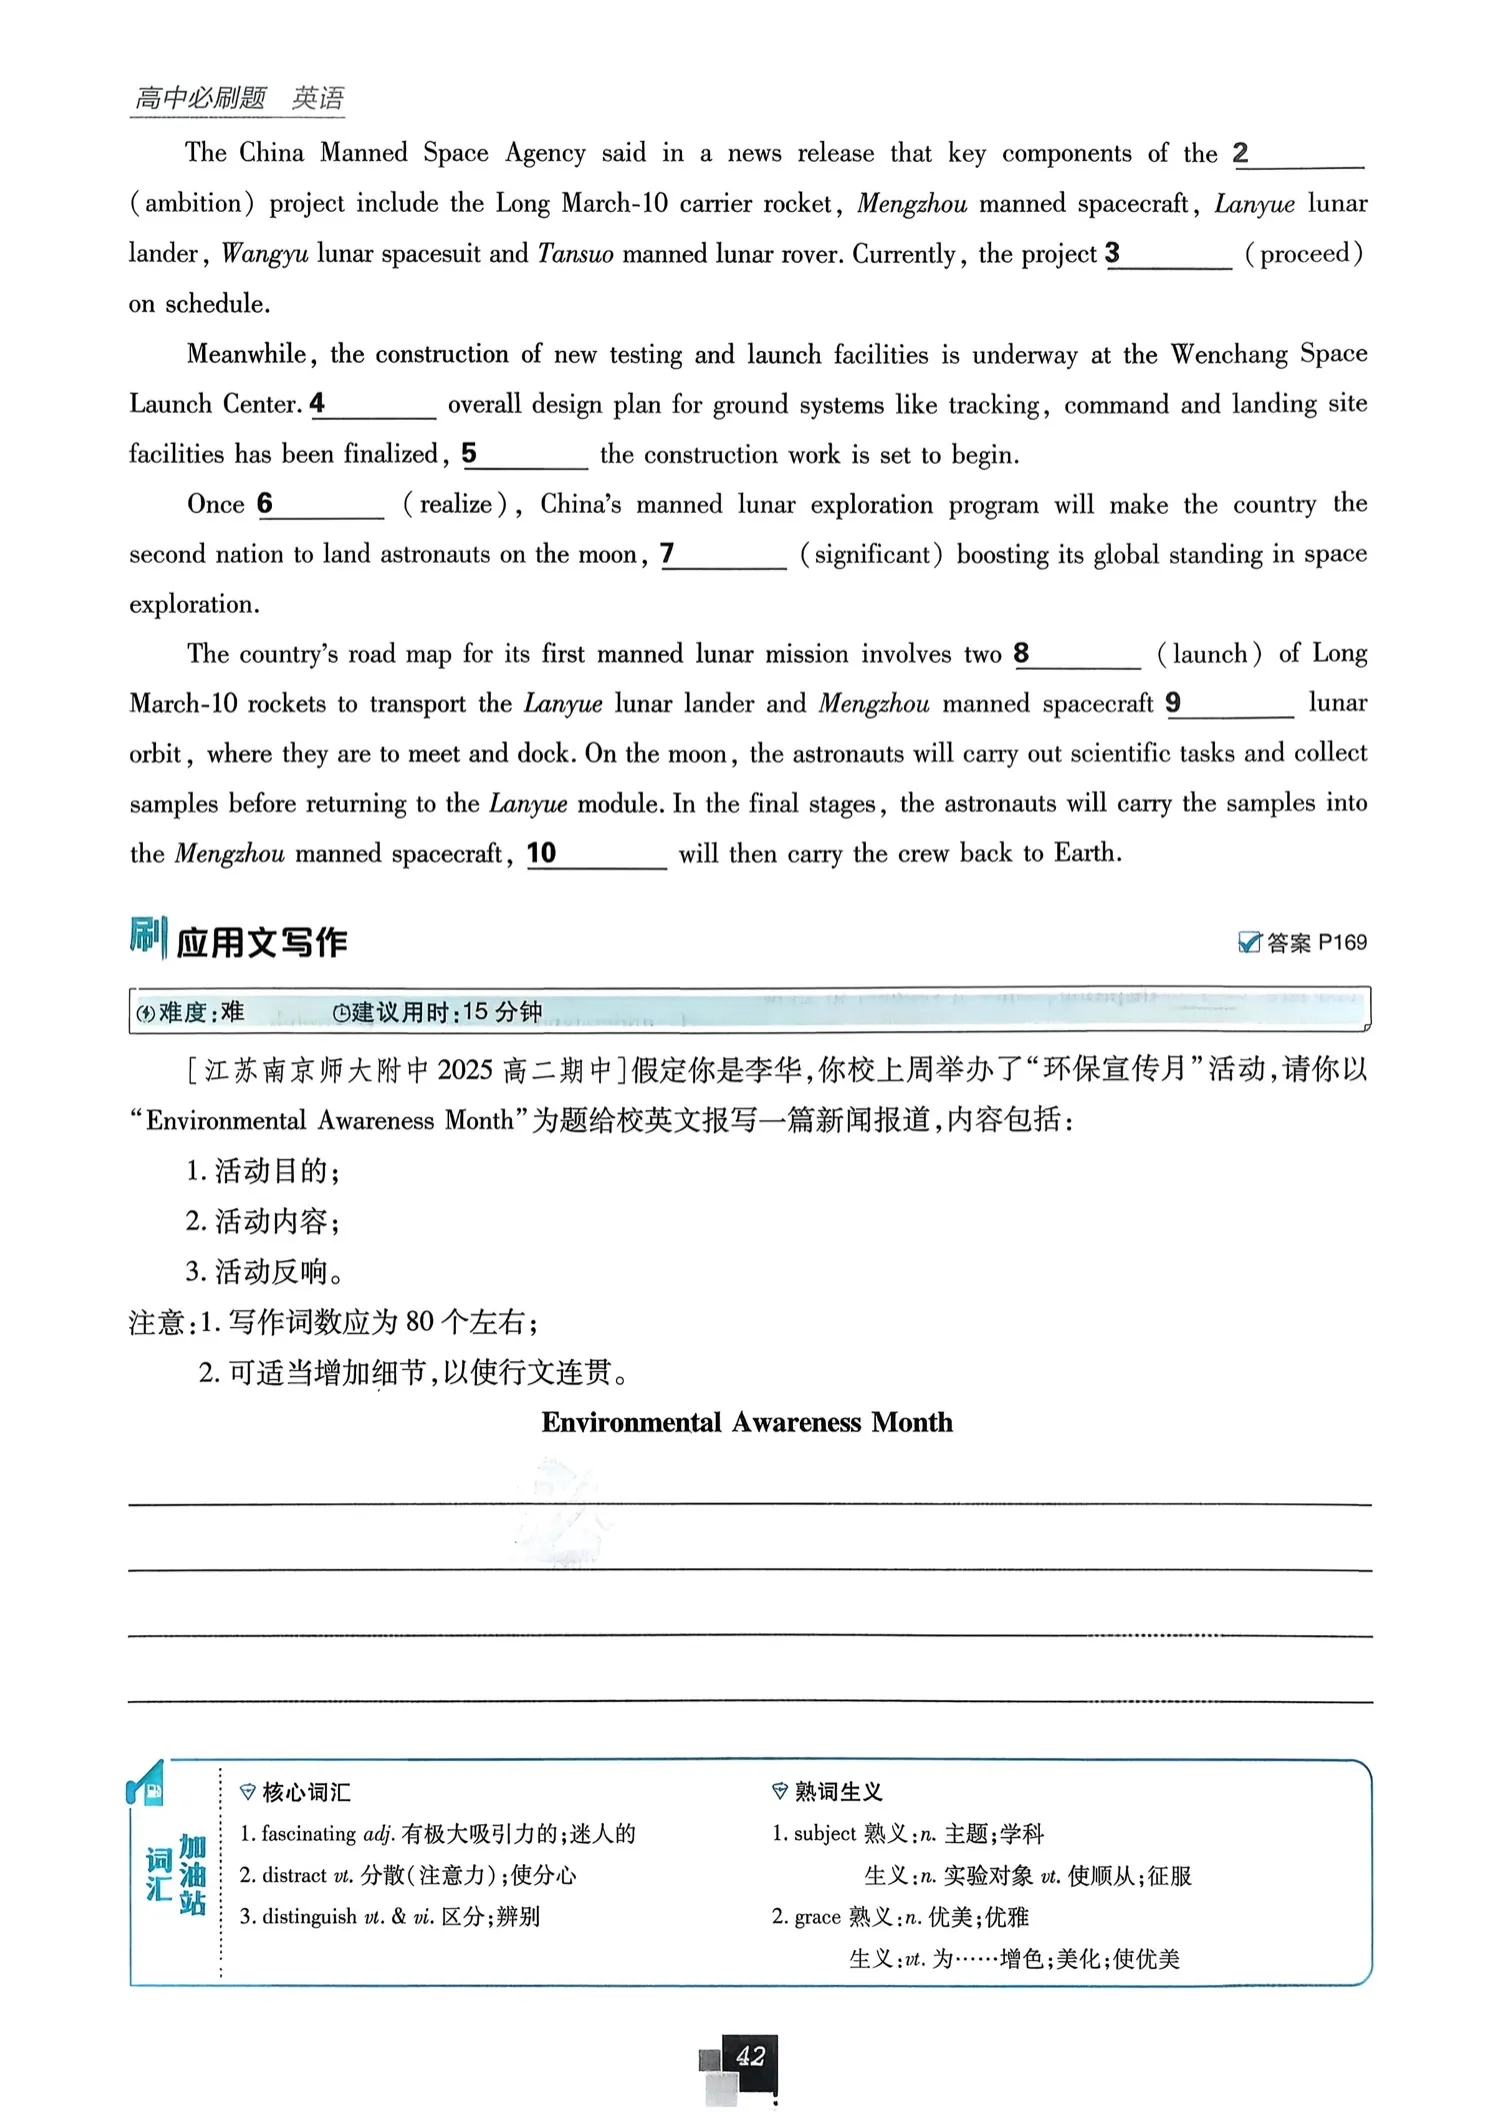 高中必刷题 英语
The China Manned Space Agency said in a news release that key components of the 2________
(ambition) project include the Long March-10 carrier rocket, Mengzhou manned spacecraft, Lanyue lunar
lander, Wangyu lunar spacesuit and Tansuo manned lunar rover. Currently, the project 3________ (proceed)
on schedule.
Meanwhile, the construction of new testing and launch facilities is underway at the Wenchang Space
Launch Center. 4________ overall design plan for ground systems like tracking, command and landing site
facilities has been finalized, 5________ the construction work is set to begin.
Once 6________ (realize), China's manned lunar exploration program will make the country the
second nation to land astronauts on the moon, 7________ (significant) boosting its global standing in space
exploration.
The country's road map for its first manned lunar mission involves two 8________ (launch) of Long
March-10 rockets to transport the Lanyue lunar lander and Mengzhou manned spacecraft 9________ lunar
orbit, where they are to meet and dock. On the moon, the astronauts will carry out scientific tasks and collect
samples before returning to the Lanyue module. In the final stages, the astronauts will carry the samples into
the Mengzhou manned spacecraft, 10________ will then carry the crew back to Earth.
刷 应用文写作 答案 P169
难度:难 建议用时:15 分钟
[江苏南京师大附中 2025 高二期中]假定你是李华,你校上周举办了“环保宣传月”活动,请你以
“Environmental Awareness Month”为题给校英文报写一篇新闻报道,内容包括:
1. 活动目的;
2. 活动内容;
3. 活动反响。
注意:1. 写作词数应为 80 个左右;
2. 可适当增加细节,以使行文连贯。
Environmental Awareness Month
词汇加油站
核心词汇
1. fascinating adj. 有极大吸引力的;迷人的
2. distract vt. 分散(注意力);使分心
3. distinguish vt. & vi. 区分;辨别
熟词生义
1. subject 熟义:n. 主题;学科
生义:n. 实验对象 vt. 使顺从;征服
2. grace 熟义:n. 优美;优雅
生义:vt. 为……增色;美化;使优美
42